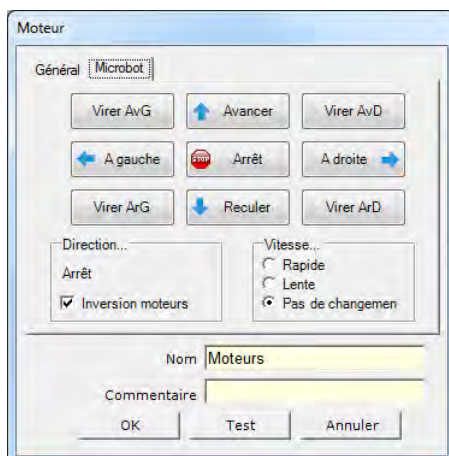 Moteur
Général Microbot
Virer AvG Avancer Virer AvD
A gauche STOP Arrêt A droite
Virer ArG Reculer Virer ArD
Direction... Vitesse...
Arrêt Rapide
Lente
Inversion moteurs Pas de changemen
Nom Moteurs
Commentaire
OK Test Annuler